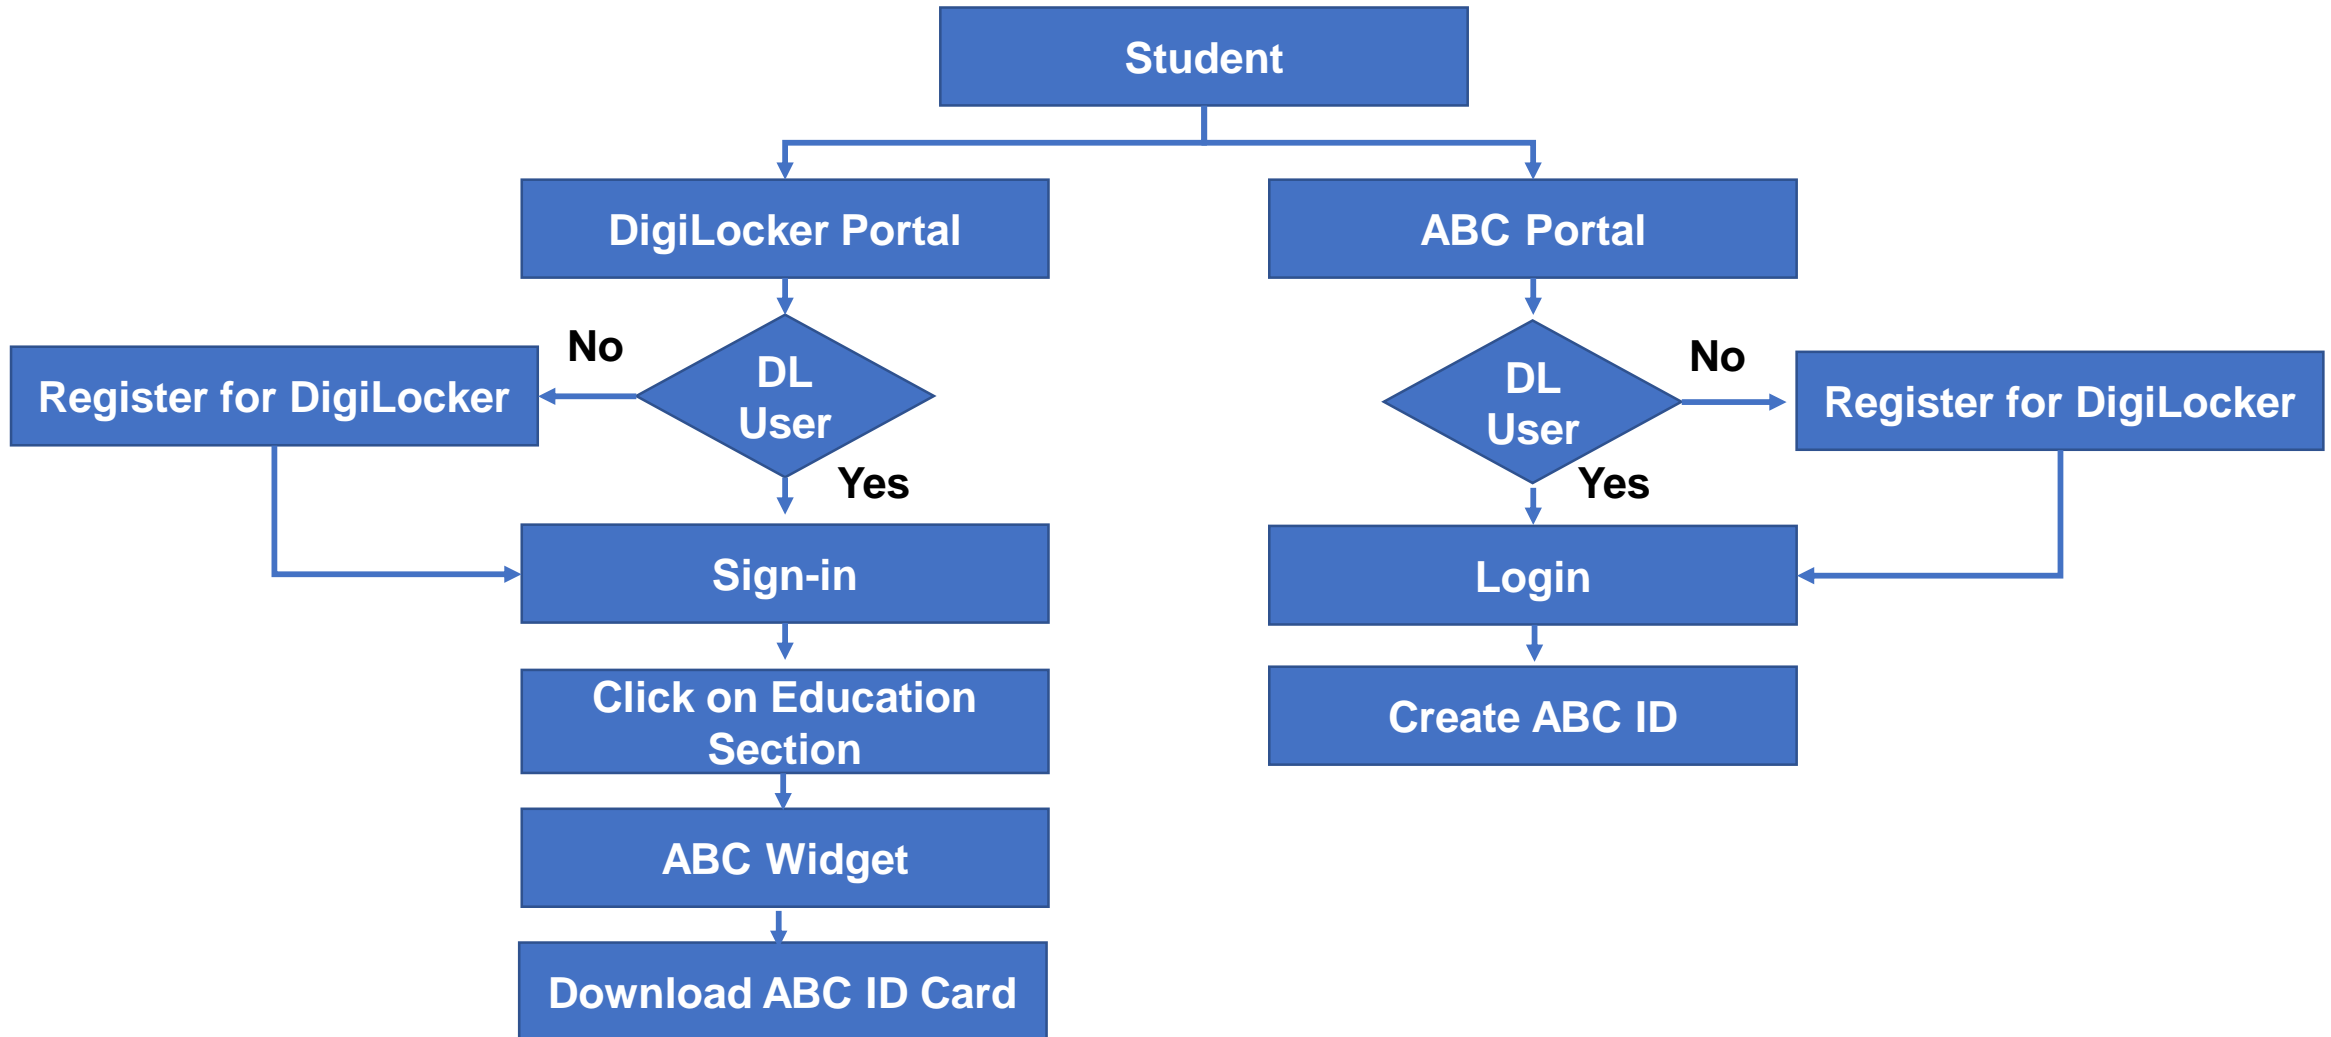 Student
DigiLocker Portal
ABC Portal
No
DL
User
No
DL
User
Register for DigiLocker
Register for DigiLocker
Yes
Yes
Sign-in
Login
Click on Education
Section
Create ABC ID
ABC Widget
Download ABC ID Card